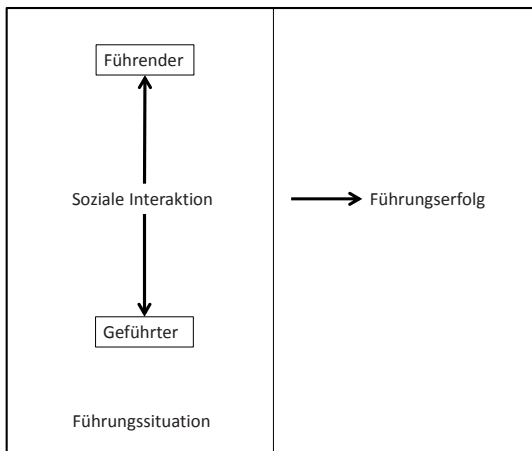 Führender
Soziale Interaktion
Führungserfolg
Geführter
Führungssituation